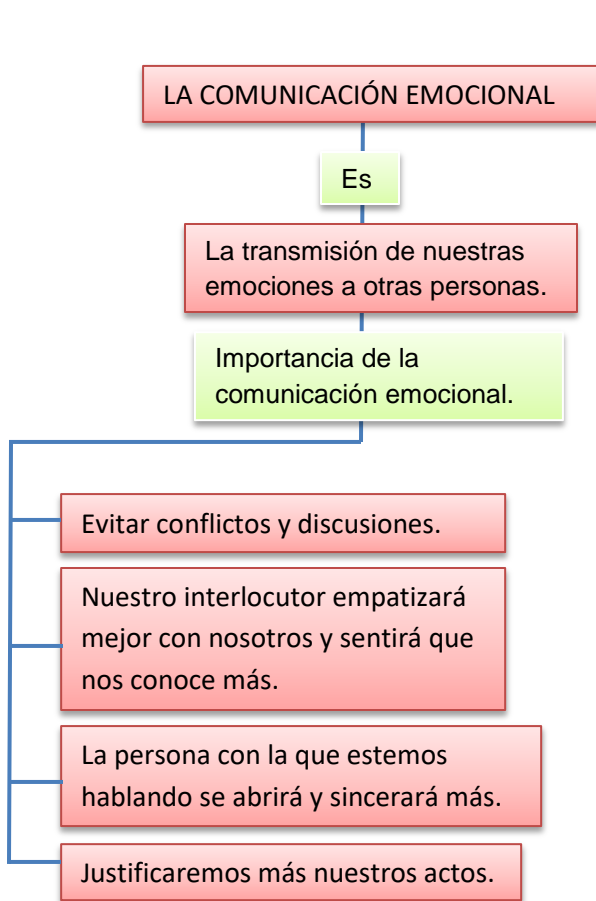 LA COMUNICACIÓN EMOCIONAL
Es
La transmisión de nuestras
emociones a otras personas.
Importancia de la
comunicación emocional.
Evitar conflictos y discusiones.
Nuestro interlocutor empatizará
mejor con nosotros y sentirá que
nos conoce más.
La persona con la que estemos
hablando se abrirá y sincerará más.
Justificaremos más nuestros actos.